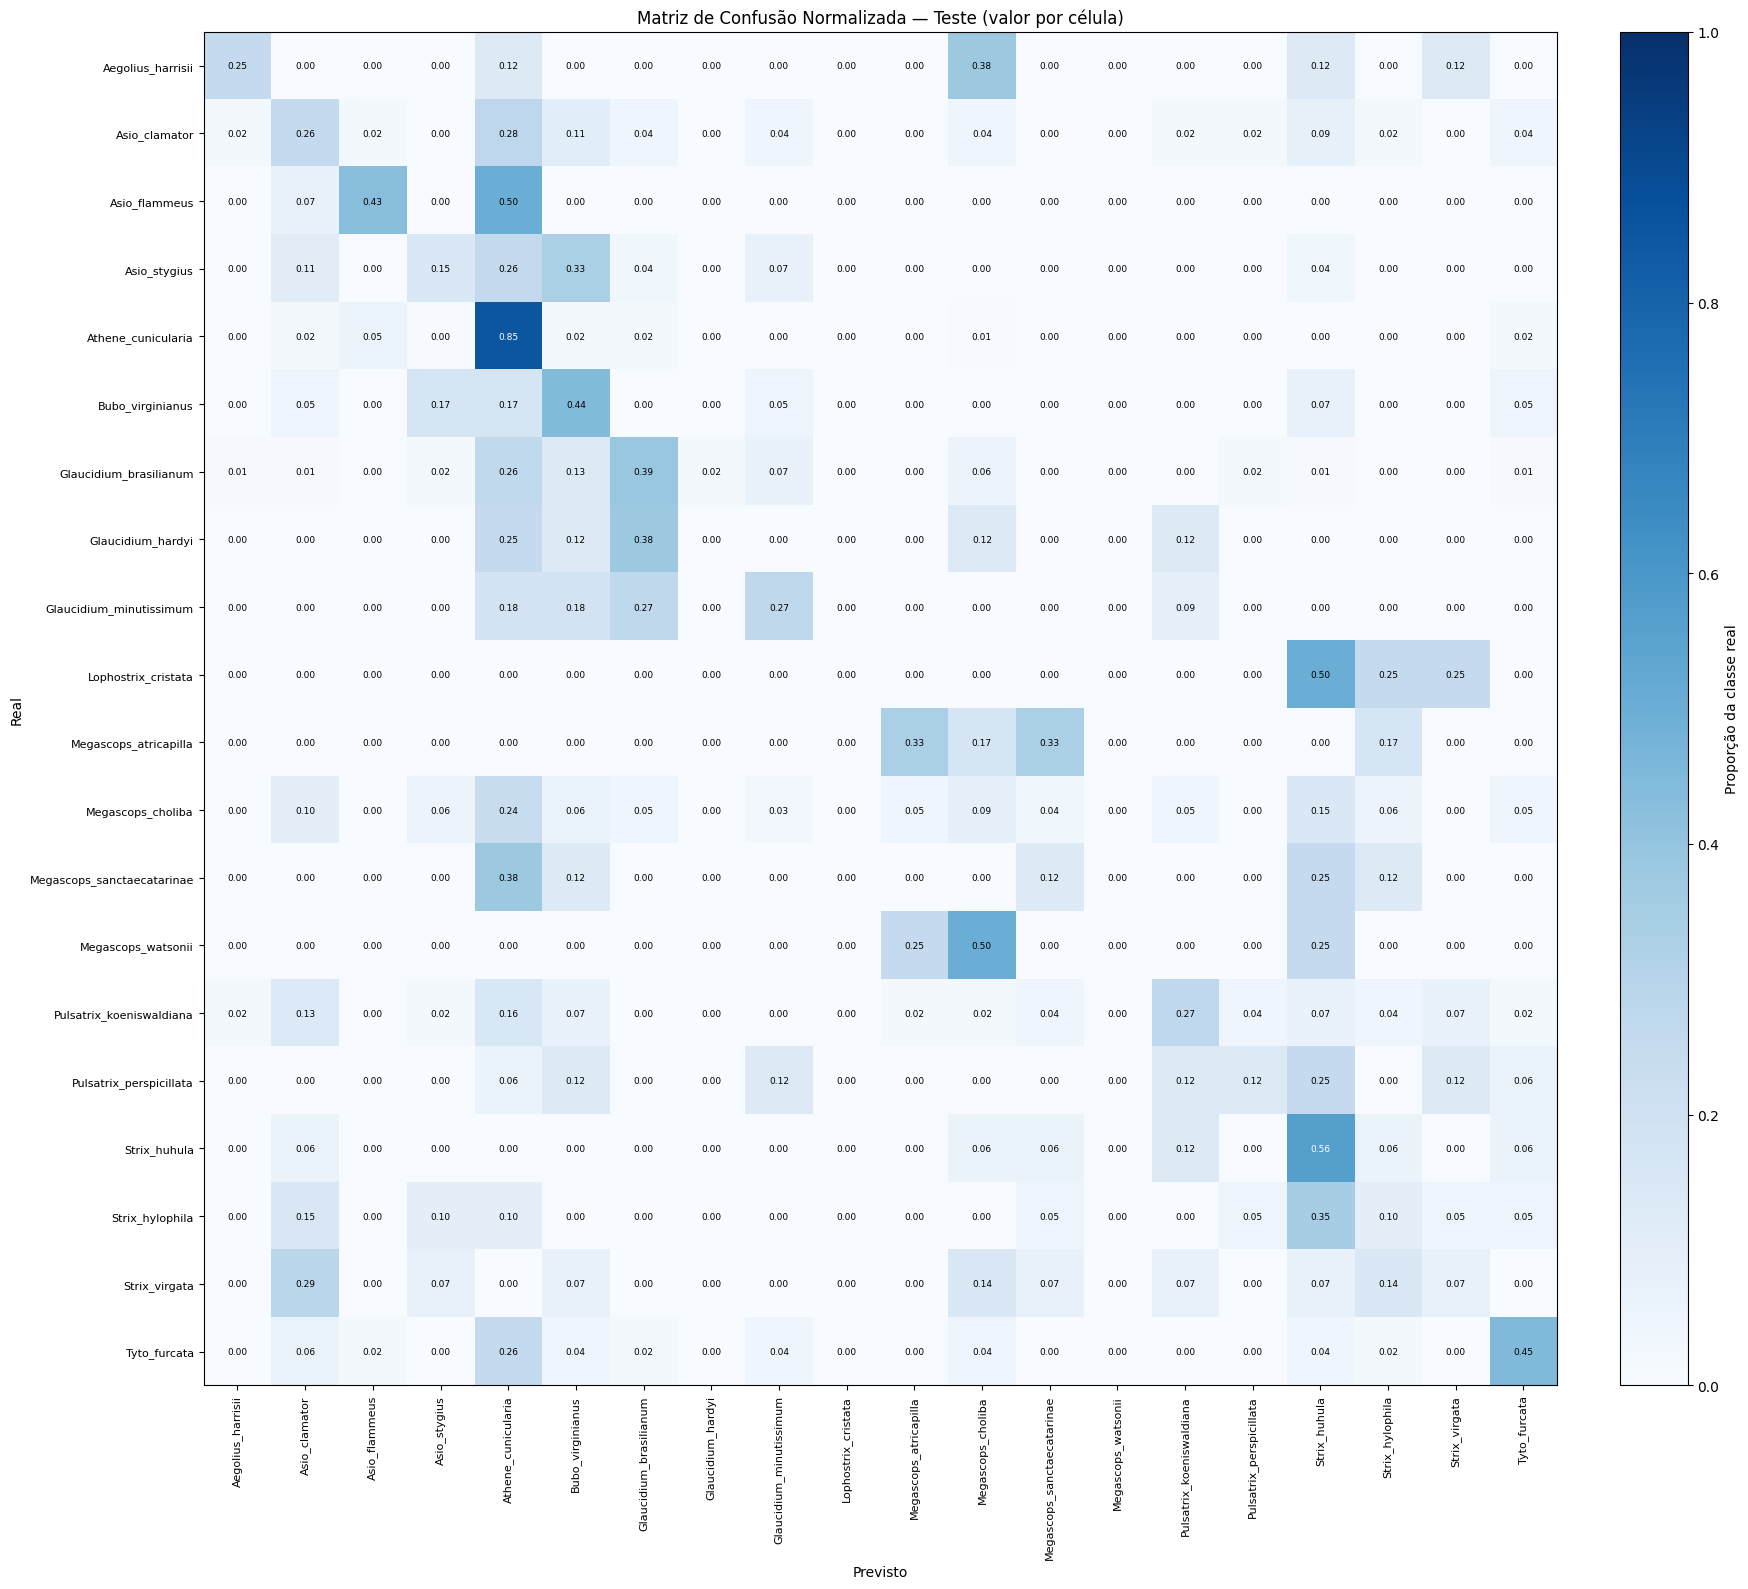 Matriz de Confusão Normalizada — Teste (valor por célula)
Aegolius_harrisii 0.25 0.00 0.00 0.00 0.12 0.00 0.00 0.00 0.00 0.00 0.00 0.38 0.00 0.00 0.00 0.00 0.12 0.00 0.12 0.00
Asio_clamator 0.02 0.26 0.02 0.00 0.28 0.11 0.04 0.00 0.04 0.00 0.00 0.04 0.00 0.00 0.02 0.02 0.09 0.02 0.00 0.04
Asio_flammeus 0.00 0.07 0.43 0.00 0.50 0.00 0.00 0.00 0.00 0.00 0.00 0.00 0.00 0.00 0.00 0.00 0.00 0.00 0.00 0.00
Asio_stygius 0.00 0.11 0.00 0.15 0.26 0.33 0.04 0.00 0.07 0.00 0.00 0.00 0.00 0.00 0.00 0.00 0.04 0.00 0.00 0.00
Athene_cunicularia 0.00 0.02 0.05 0.00 0.85 0.02 0.02 0.00 0.00 0.00 0.00 0.01 0.00 0.00 0.00 0.00 0.00 0.00 0.00 0.02
Bubo_virginianus 0.00 0.05 0.00 0.17 0.17 0.44 0.00 0.00 0.05 0.00 0.00 0.00 0.00 0.00 0.00 0.00 0.07 0.00 0.00 0.05
Glaucidium_brasilianum 0.01 0.01 0.00 0.02 0.26 0.13 0.39 0.02 0.07 0.00 0.00 0.06 0.00 0.00 0.00 0.02 0.01 0.00 0.00 0.01
Glaucidium_hardyi 0.00 0.00 0.00 0.00 0.25 0.12 0.38 0.00 0.00 0.00 0.00 0.12 0.00 0.00 0.12 0.00 0.00 0.00 0.00 0.00
Glaucidium_minutissimum 0.00 0.00 0.00 0.00 0.18 0.18 0.27 0.00 0.27 0.00 0.00 0.00 0.00 0.00 0.09 0.00 0.00 0.00 0.00 0.00
Lophostrix_cristata 0.00 0.00 0.00 0.00 0.00 0.00 0.00 0.00 0.00 0.00 0.00 0.00 0.00 0.00 0.00 0.00 0.50 0.25 0.25 0.00
Megascops_atricapilla 0.00 0.00 0.00 0.00 0.00 0.00 0.00 0.00 0.00 0.00 0.33 0.17 0.33 0.00 0.00 0.00 0.00 0.17 0.00 0.00
Megascops_choliba 0.00 0.10 0.00 0.06 0.24 0.06 0.05 0.00 0.03 0.00 0.05 0.09 0.04 0.00 0.05 0.00 0.15 0.06 0.00 0.05
Megascops_sanctaecatarinae 0.00 0.00 0.00 0.00 0.38 0.12 0.00 0.00 0.00 0.00 0.00 0.00 0.12 0.00 0.00 0.00 0.25 0.12 0.00 0.00
Megascops_watsonii 0.00 0.00 0.00 0.00 0.00 0.00 0.00 0.00 0.00 0.00 0.25 0.50 0.00 0.00 0.00 0.00 0.25 0.00 0.00 0.00
Pulsatrix_koeniswaldiana 0.02 0.13 0.00 0.02 0.16 0.07 0.00 0.00 0.00 0.00 0.02 0.02 0.04 0.00 0.27 0.04 0.07 0.04 0.07 0.02
Pulsatrix_perspicillata 0.00 0.00 0.00 0.00 0.06 0.12 0.00 0.00 0.12 0.00 0.00 0.00 0.00 0.00 0.12 0.12 0.25 0.00 0.12 0.06
Strix_huhula 0.00 0.06 0.00 0.00 0.00 0.00 0.00 0.00 0.00 0.00 0.00 0.06 0.06 0.00 0.12 0.00 0.56 0.06 0.00 0.06
Strix_hylophila 0.00 0.15 0.00 0.10 0.10 0.00 0.00 0.00 0.00 0.00 0.00 0.00 0.05 0.00 0.00 0.05 0.35 0.10 0.05 0.05
Strix_virgata 0.00 0.29 0.00 0.07 0.00 0.07 0.00 0.00 0.00 0.00 0.00 0.14 0.07 0.00 0.07 0.00 0.07 0.14 0.07 0.00
Tyto_furcata 0.00 0.06 0.02 0.00 0.26 0.04 0.02 0.00 0.04 0.00 0.00 0.04 0.00 0.00 0.00 0.00 0.04 0.02 0.00 0.45
Real
Aegolius_harrisii
Asio_clamator
Asio_flammeus
Asio_stygius
Athene_cunicularia
Bubo_virginianus
Glaucidium_brasilianum
Glaucidium_hardyi
Glaucidium_minutissimum
Lophostrix_cristata
Megascops_atricapilla
Megascops_choliba
Megascops_sanctaecatarinae
Megascops_watsonii
Pulsatrix_koeniswaldiana
Pulsatrix_perspicillata
Strix_huhula
Strix_hylophila
Strix_virgata
Tyto_furcata
Previsto
1.0
0.8
0.6
0.4
0.2
0.0
Proporção da classe real